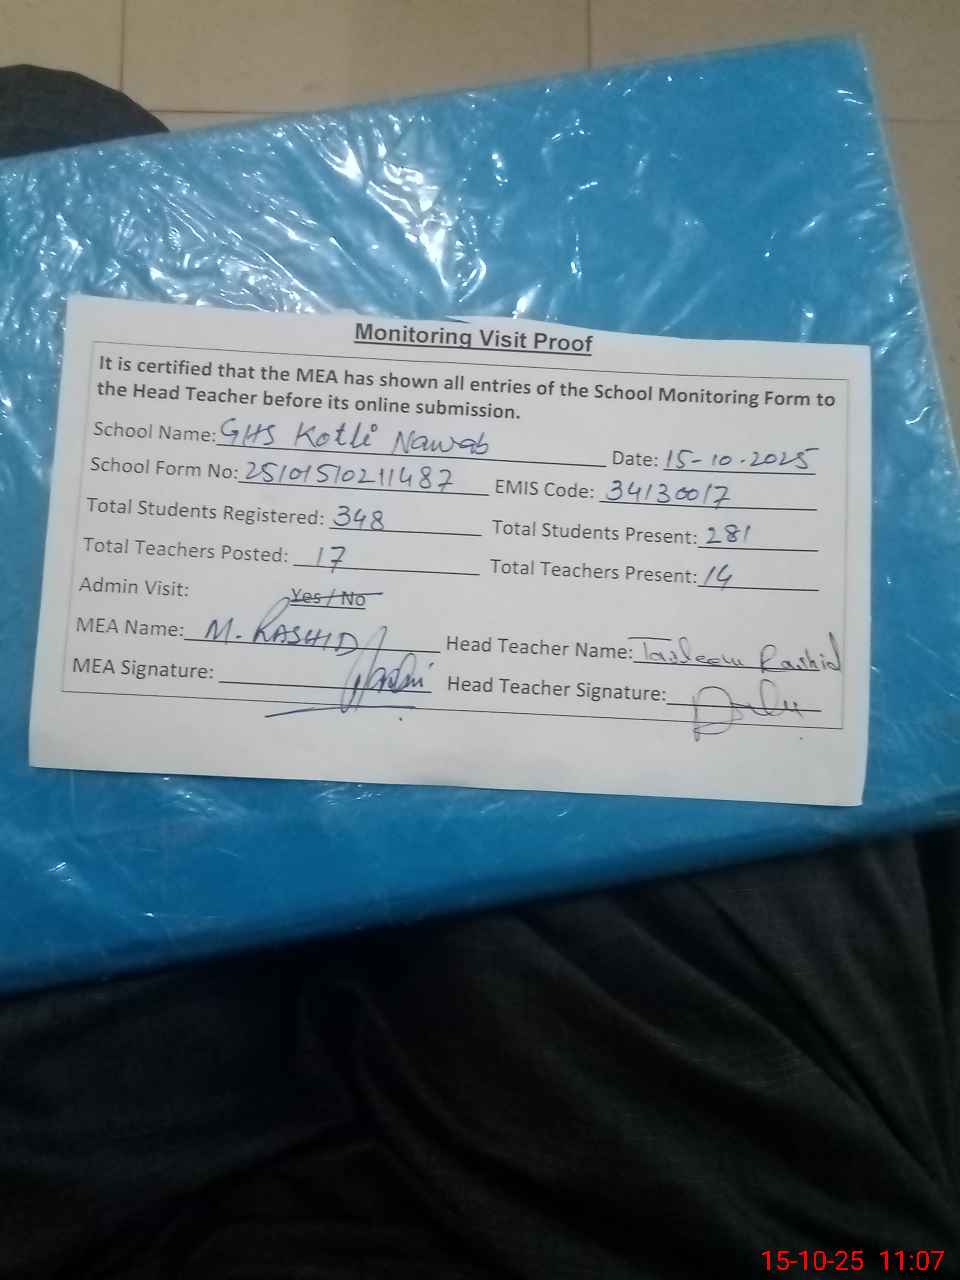 Monitoring Visit Proof
It is certified that the MEA has shown all entries of the School Monitoring Form to
the Head Teacher before its online submission.
School Name: GHS Kotli Nawab Date: 15-10-2025
School Form No: 25101510211487 EMIS Code: 34130017
Total Students Registered: 348 Total Students Present: 281
Total Teachers Posted: 17 Total Teachers Present: 14
Admin Visit: Yes / No
MEA Name: M. RASHID Head Teacher Name: Tasleem Rashid
MEA Signature: Head Teacher Signature:
15-10-25 11:07